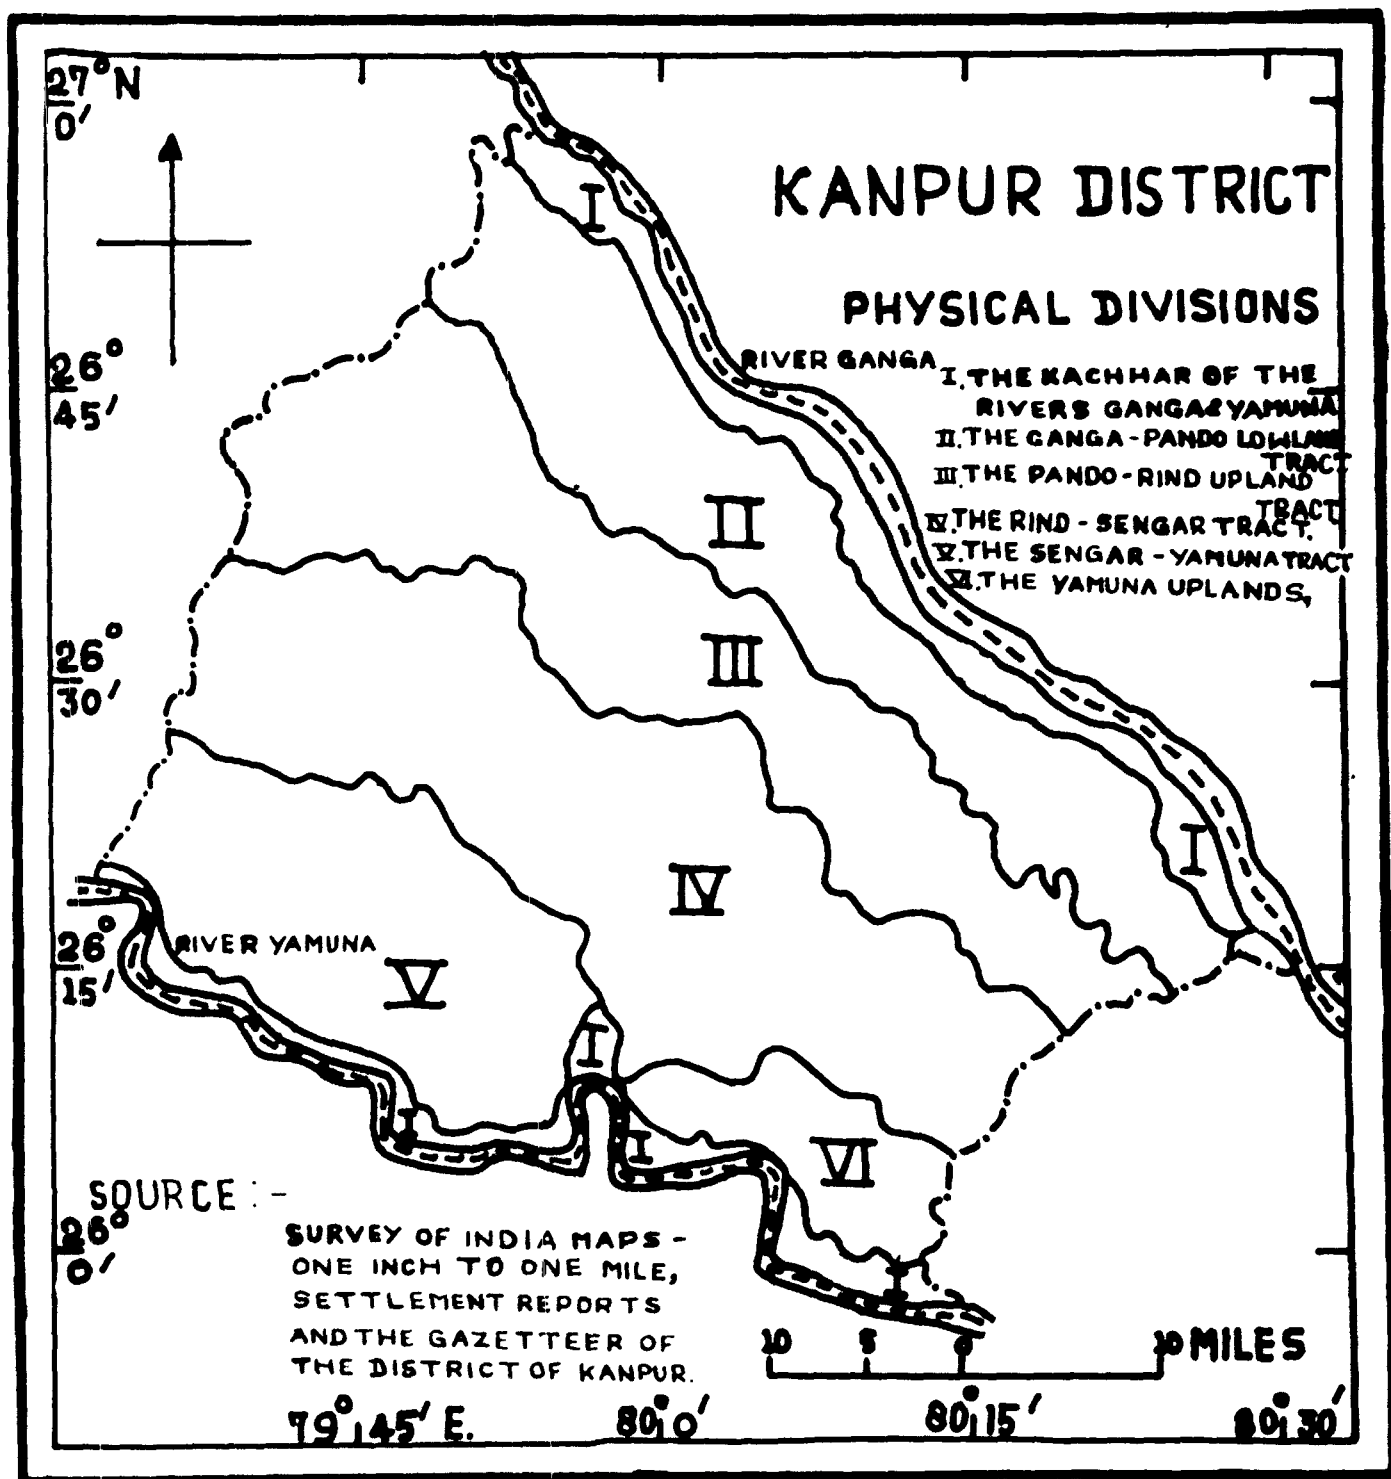 27° N
0'
KANPUR DISTRICT
I
PHYSICAL DIVISIONS
RIVER GANGA
26°
45'
I. THE KACHHAR OF THE
RIVERS GANGA & YAMUNA
II. THE GANGA - PANDO LOWLAND
TRACT
III. THE PANDO - RIND UPLAND
TRACT
IV. THE RIND - SENGAR TRACT.
V. THE SENGAR - YAMUNA TRACT
VI. THE YAMUNA UPLANDS,
II
26°
30'
III
I
IV
26°
15'
RIVER YAMUNA
V
I
I
I
VI
SOURCE :-
26°
0'
SURVEY OF INDIA MAPS -
ONE INCH TO ONE MILE,
SETTLEMENT REPORTS
AND THE GAZETTEER OF
THE DISTRICT OF KANPUR.
I
10 5 0 10 MILES
79° 45' E. 80° 0' 80° 15' 80° 30'